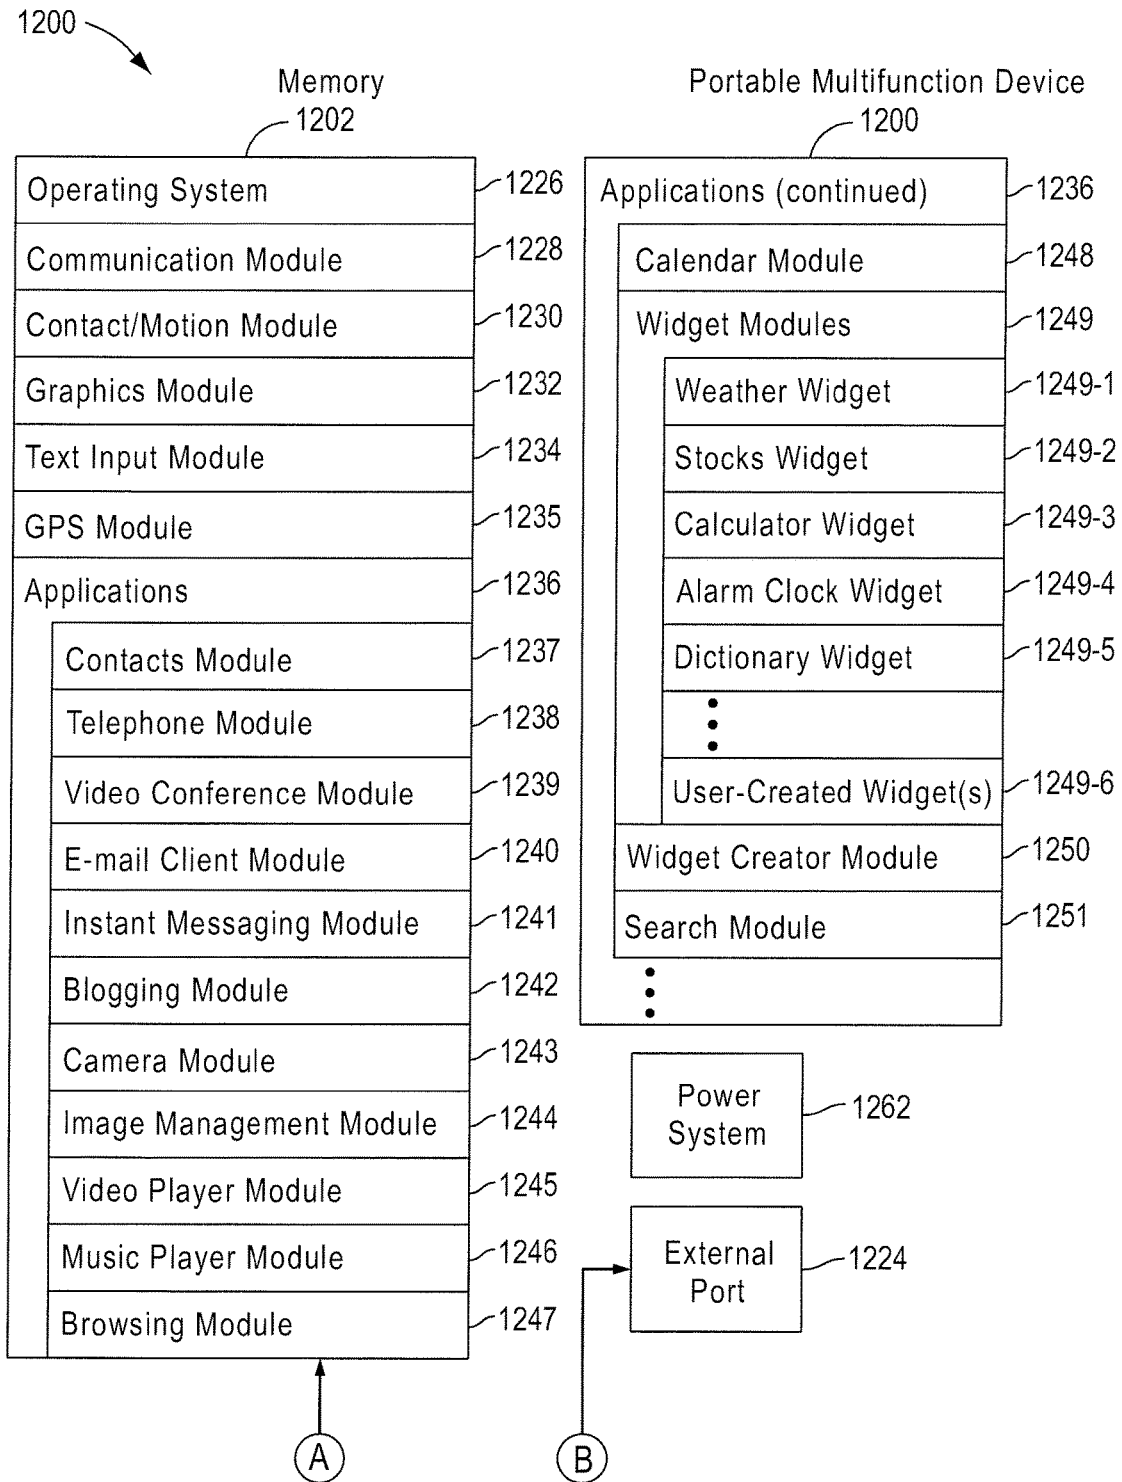 1200
Memory
1202
Operating System 1226
Communication Module 1228
Contact/Motion Module 1230
Graphics Module 1232
Text Input Module 1234
GPS Module 1235
Applications 1236
Contacts Module 1237
Telephone Module 1238
Video Conference Module 1239
E-mail Client Module 1240
Instant Messaging Module 1241
Blogging Module 1242
Camera Module 1243
Image Management Module 1244
Video Player Module 1245
Music Player Module 1246
Browsing Module 1247
A
Portable Multifunction Device
1200
Applications (continued) 1236
Calendar Module 1248
Widget Modules 1249
Weather Widget 1249-1
Stocks Widget 1249-2
Calculator Widget 1249-3
Alarm Clock Widget 1249-4
Dictionary Widget 1249-5
User-Created Widget(s) 1249-6
Widget Creator Module 1250
Search Module 1251
Power
System 1262
External
Port 1224
B